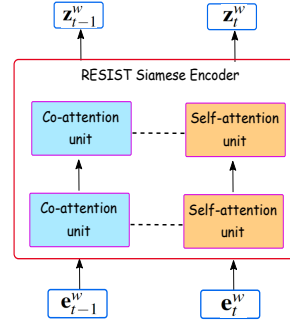 𝐳_{t−1}^w 𝐳_t^w
RESIST Siamese Encoder
Co-attention unit Self-attention unit
Co-attention unit Self-attention unit
𝐞_{t−1}^w 𝐞_t^w